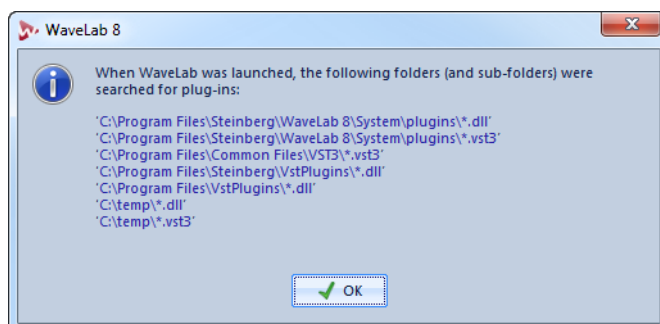 WaveLab 8
When WaveLab was launched, the following folders (and sub-folders) were
searched for plug-ins:
'C:\Program Files\Steinberg\WaveLab 8\System\plugins\*.dll'
'C:\Program Files\Steinberg\WaveLab 8\System\plugins\*.vst3'
'C:\Program Files\Common Files\VST3\*.vst3'
'C:\Program Files\Steinberg\VstPlugins\*.dll'
'C:\Program Files\VstPlugins\*.dll'
'C:\temp\*.dll'
'C:\temp\*.vst3'
OK